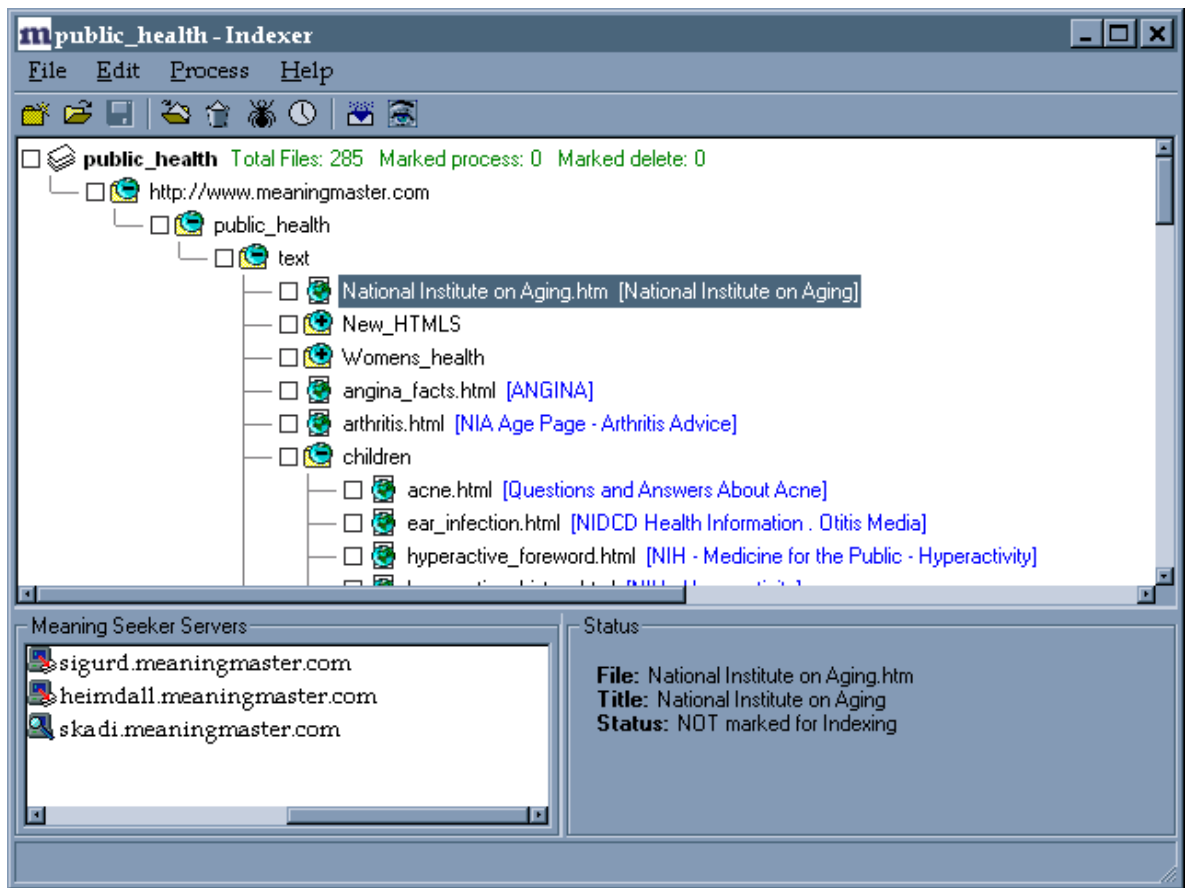 m public_health - Indexer
File Edit Process Help
public_health Total Files: 285 Marked process: 0 Marked delete: 0
http://www.meaningmaster.com
public_health
text
National Institute on Aging.htm [National Institute on Aging]
New_HTMLS
Womens_health
angina_facts.html [ANGINA]
arthritis.html [NIA Age Page - Arthritis Advice]
children
acne.html [Questions and Answers About Acne]
ear_infection.html [NIDCD Health Information . Otitis Media]
hyperactive_foreword.html [NIH - Medicine for the Public - Hyperactivity]
Meaning Seeker Servers
sigurd.meaningmaster.com
heimdall.meaningmaster.com
skadi.meaningmaster.com
Status
File: National Institute on Aging.htm
Title: National Institute on Aging
Status: NOT marked for Indexing